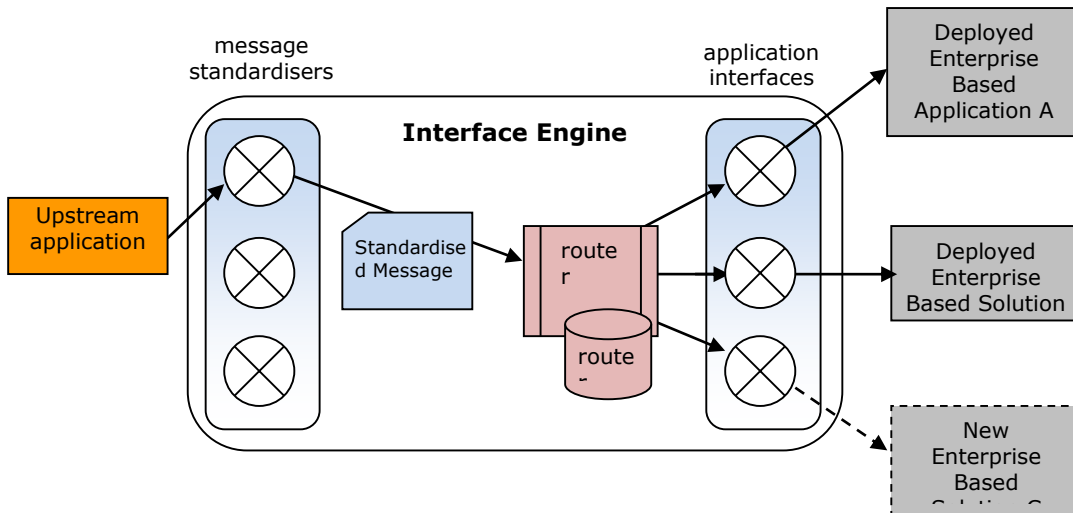 message
standardisers
application
interfaces
Deployed
Enterprise
Based
Application A
Interface Engine
Upstream
application
Standardise
d Message
route
r
route
Deployed
Enterprise
Based Solution
New
Enterprise
Based